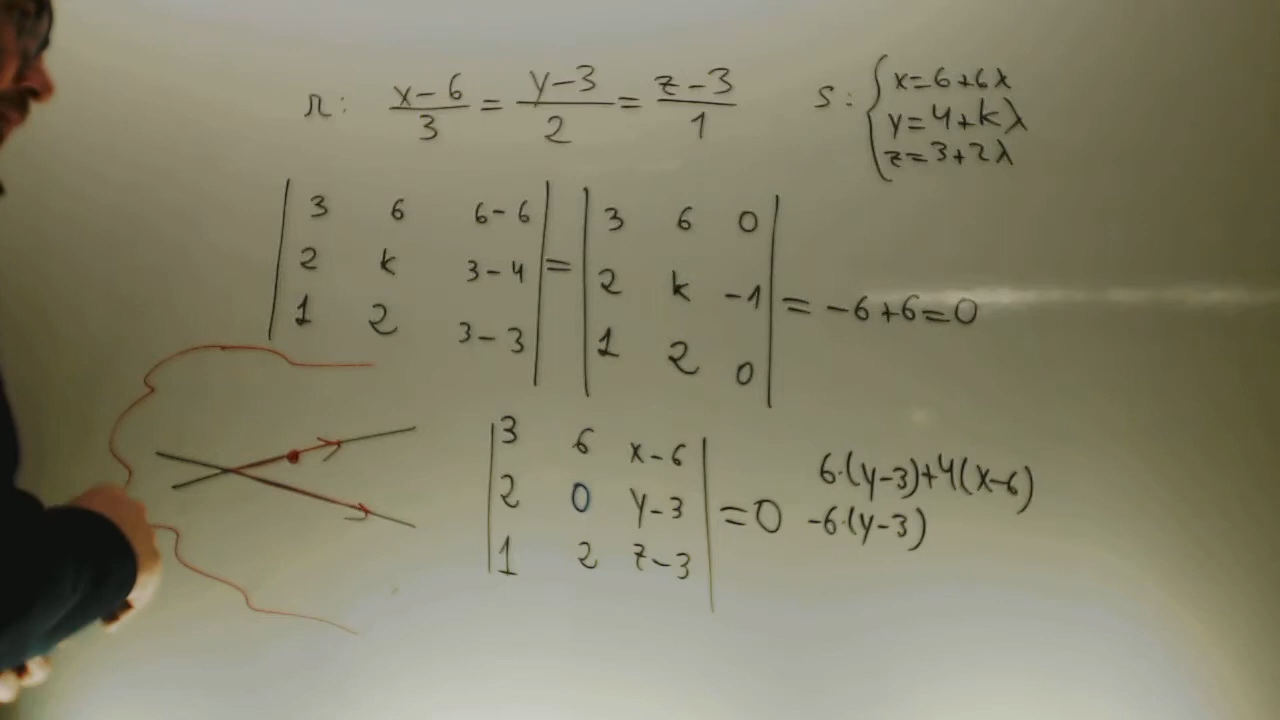 r: x-6/3 = y-3/2 = z-3/1
s: { x=6+6λ
y=4+kλ
z=3+2λ
| 3 6 6-6 | = | 3 6 0 | = -6+6=0
2 k 3-4 2 k -1
1 2 3-3 1 2 0
| 3 6 x-6 | =0 6·(y-3)+4(x-6)
2 0 y-3 -6·(y-3)
1 2 z-3